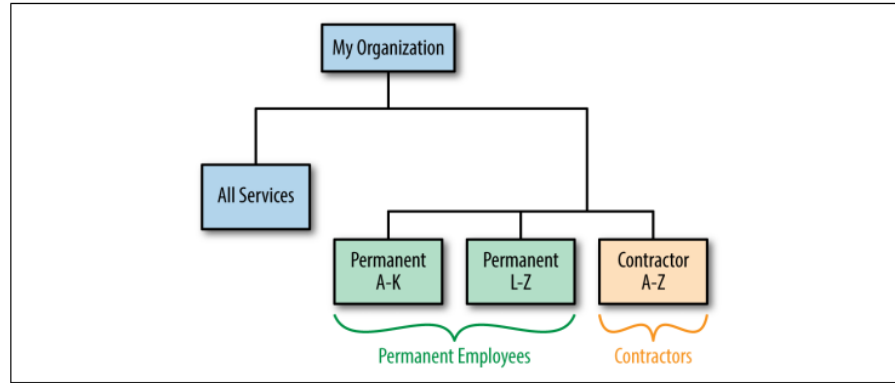 My Organization
All Services
Permanent
A-K
Permanent
L-Z
Contractor
A-Z
Permanent Employees
Contractors